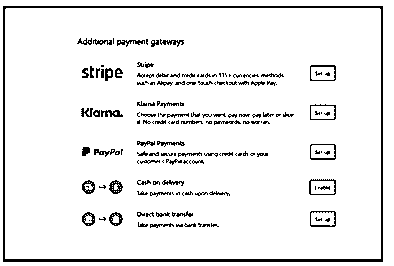 Additional payment gateways
stripe
Stripe
Accept debit and credit cards in 135+ currencies, methods
such as Alipay, and one-touch checkout with Apple Pay.
Set up
Klarna.
Klarna Payments
Choose the payment that you want, pay now, pay later or slice
it. No credit card numbers, no passwords, no worries.
Set up
PayPal
PayPal Payments
Safe and secure payments using credit cards or your
customer's PayPal account.
Set up
Cash on delivery
Take payments in cash upon delivery.
Enable
Direct bank transfer
Take payments via bank transfer.
Set up